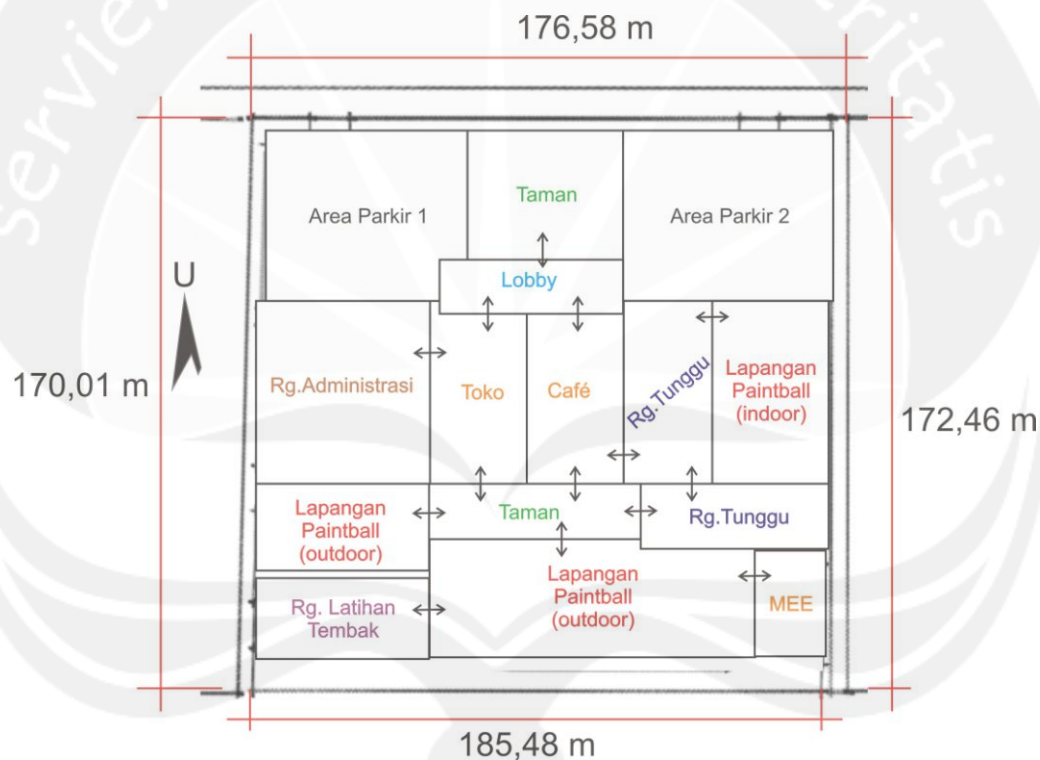 serviens
veritatis
176,58 m
Area Parkir 1
Taman
Area Parkir 2
Lobby
U
170,01 m
Rg.Administrasi
Toko
Café
Rg.Tunggu
Lapangan
Paintball
(indoor)
172,46 m
Lapangan
Paintball
(outdoor)
Taman
Rg.Tunggu
Rg. Latihan
Tembak
Lapangan
Paintball
(outdoor)
MEE
185,48 m